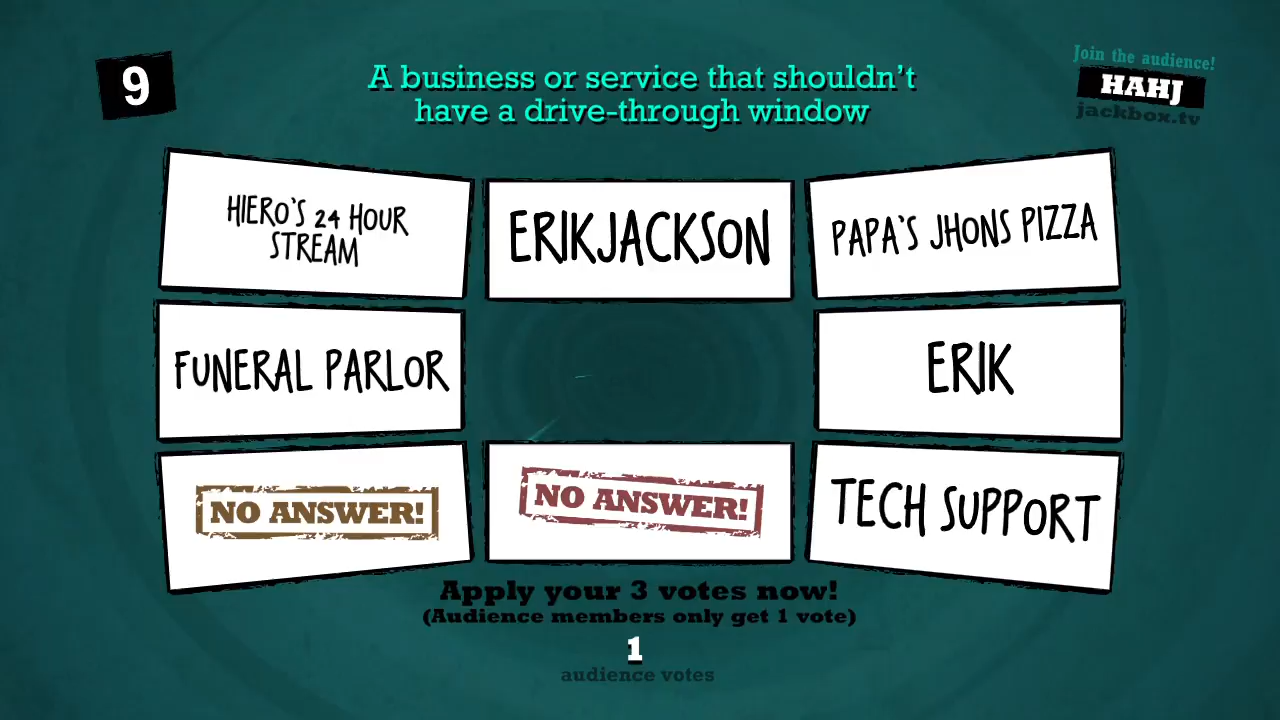 9
A business or service that shouldn't
have a drive-through window
Join the audience!
HAHJ
jackbox.tv
HIERO'S 24 HOUR
STREAM
ERIKJACKSON
PAPA'S JHONS PIZZA
FUNERAL PARLOR
ERIK
NO ANSWER!
NO ANSWER!
TECH SUPPORT
Apply your 3 votes now!
(Audience members only get 1 vote)
1
audience votes